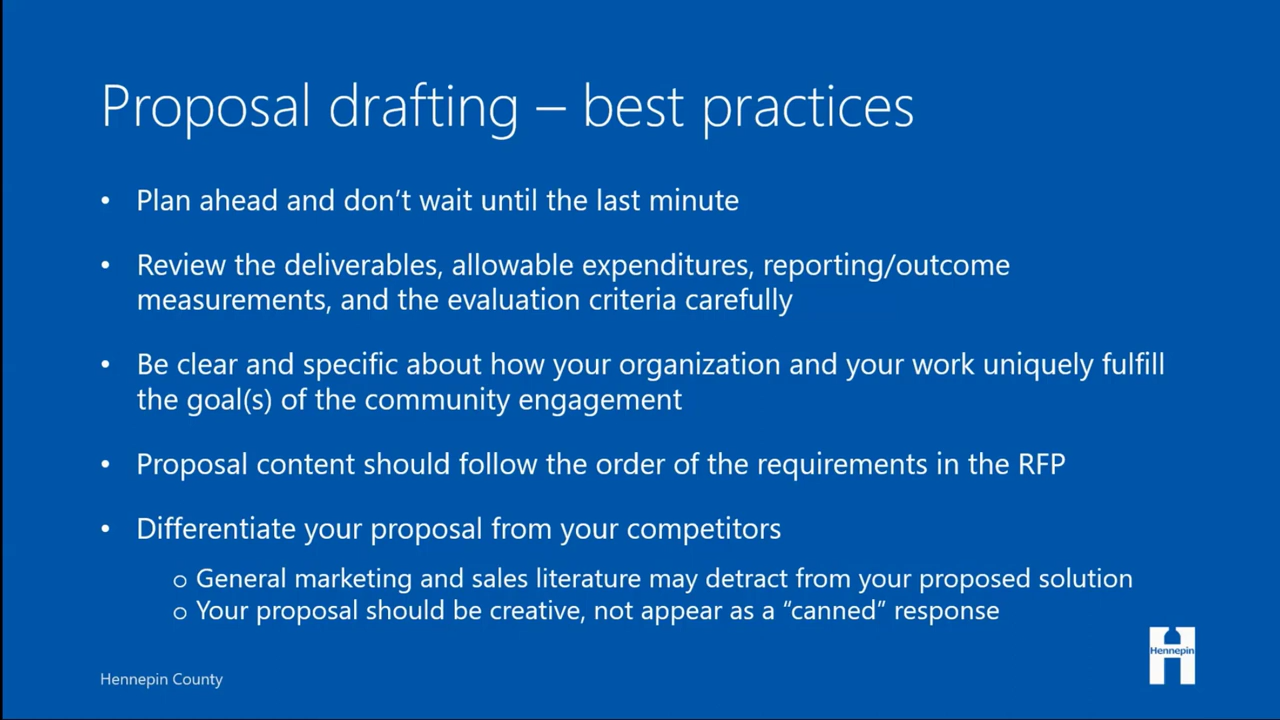 Proposal drafting – best practices
• Plan ahead and don’t wait until the last minute
• Review the deliverables, allowable expenditures, reporting/outcome
measurements, and the evaluation criteria carefully
• Be clear and specific about how your organization and your work uniquely fulfill
the goal(s) of the community engagement
• Proposal content should follow the order of the requirements in the RFP
• Differentiate your proposal from your competitors
o General marketing and sales literature may detract from your proposed solution
o Your proposal should be creative, not appear as a “canned” response
Hennepin
Hennepin County